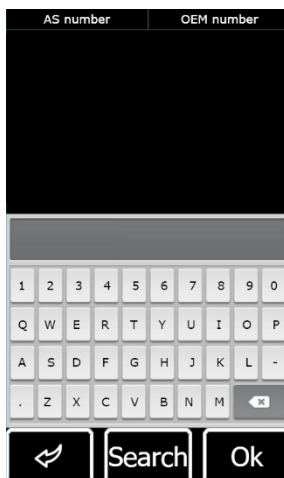 AS number OEM number
1 2 3 4 5 6 7 8 9 0
Q W E R T Y U I O P
A S D F G H J K L -
. Z X C V B N M
Search Ok